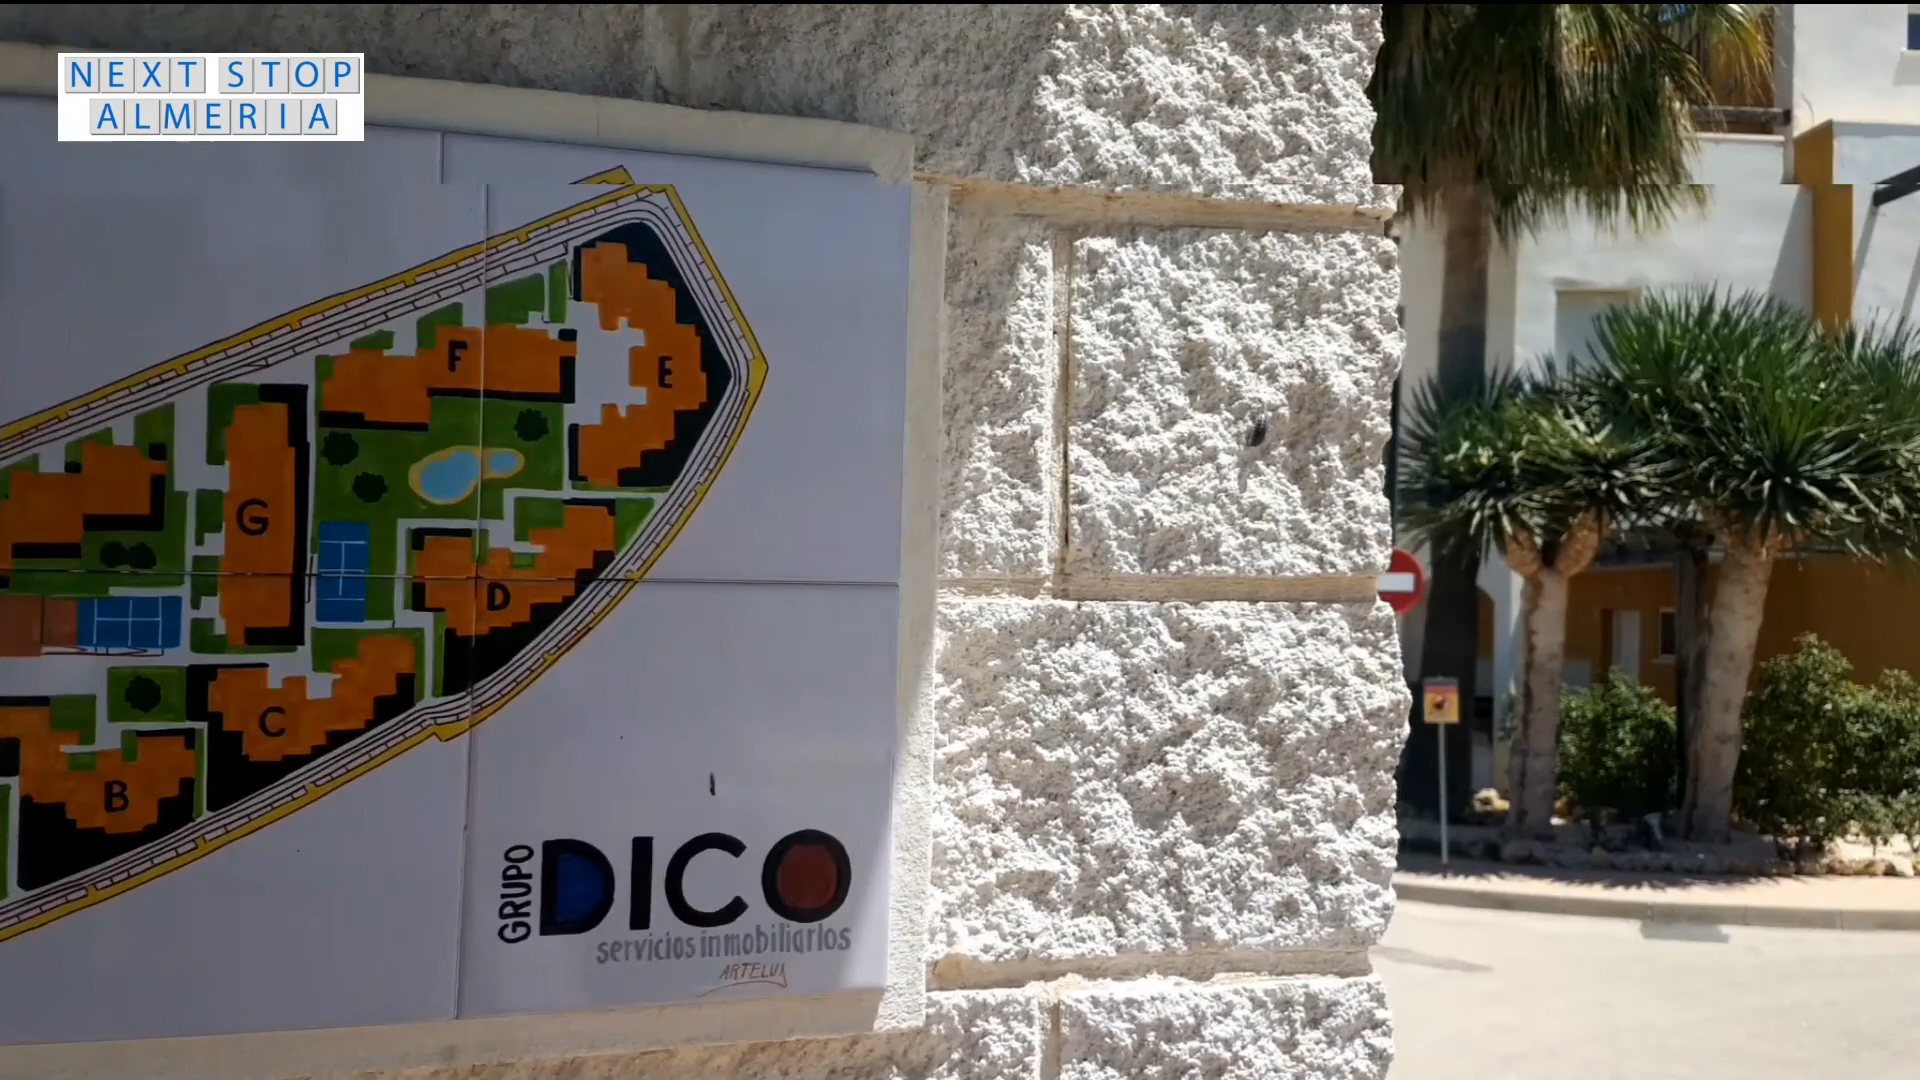 NEXT STOP
ALMERIA
F
E
G
D
C
B
GRUPO
DICO
servicios inmobiliarios
ARTELUX